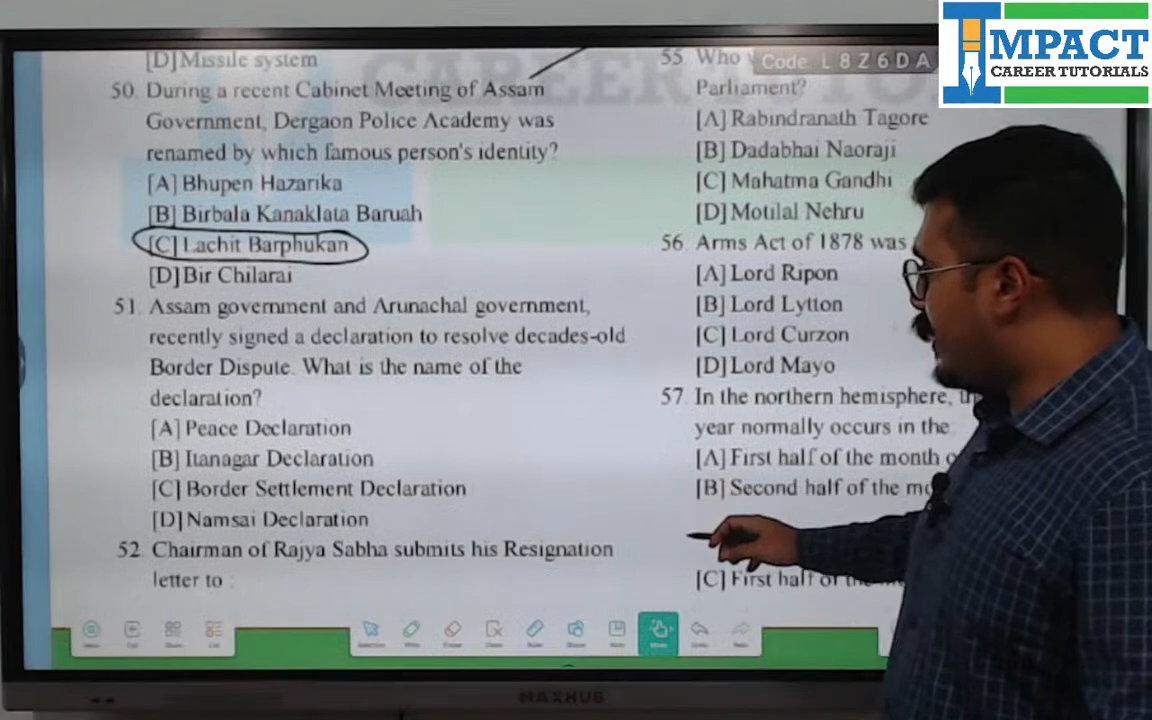 IMPACT
CAREER TUTORIALS
Code L8Z6DA
[D] Missile system
50. During a recent Cabinet Meeting of Assam
Government, Dergaon Police Academy was
renamed by which famous person's identity?
[A] Bhupen Hazarika
[B] Birbala Kanaklata Baruah
[C] Lachit Barphukan
[D] Bir Chilarai
51. Assam government and Arunachal government,
recently signed a declaration to resolve decades-old
Border Dispute. What is the name of the
declaration?
[A] Peace Declaration
[B] Itanagar Declaration
[C] Border Settlement Declaration
[D] Namsai Declaration
52. Chairman of Rajya Sabha submits his Resignation
letter to :
55 Who
Parliament?
[A] Rabindranath Tagore
[B] Dadabhai Naoraji
[C] Mahatma Gandhi
[D] Motilal Nehru
56. Arms Act of 1878 was
[A] Lord Ripon
[B] Lord Lytton
[C] Lord Curzon
[D] Lord Mayo
57. In the northern hemisphere,
year normally occurs in the
[A] First half of the month
[B] Second half of the
[C] First half of the
MAXHUB